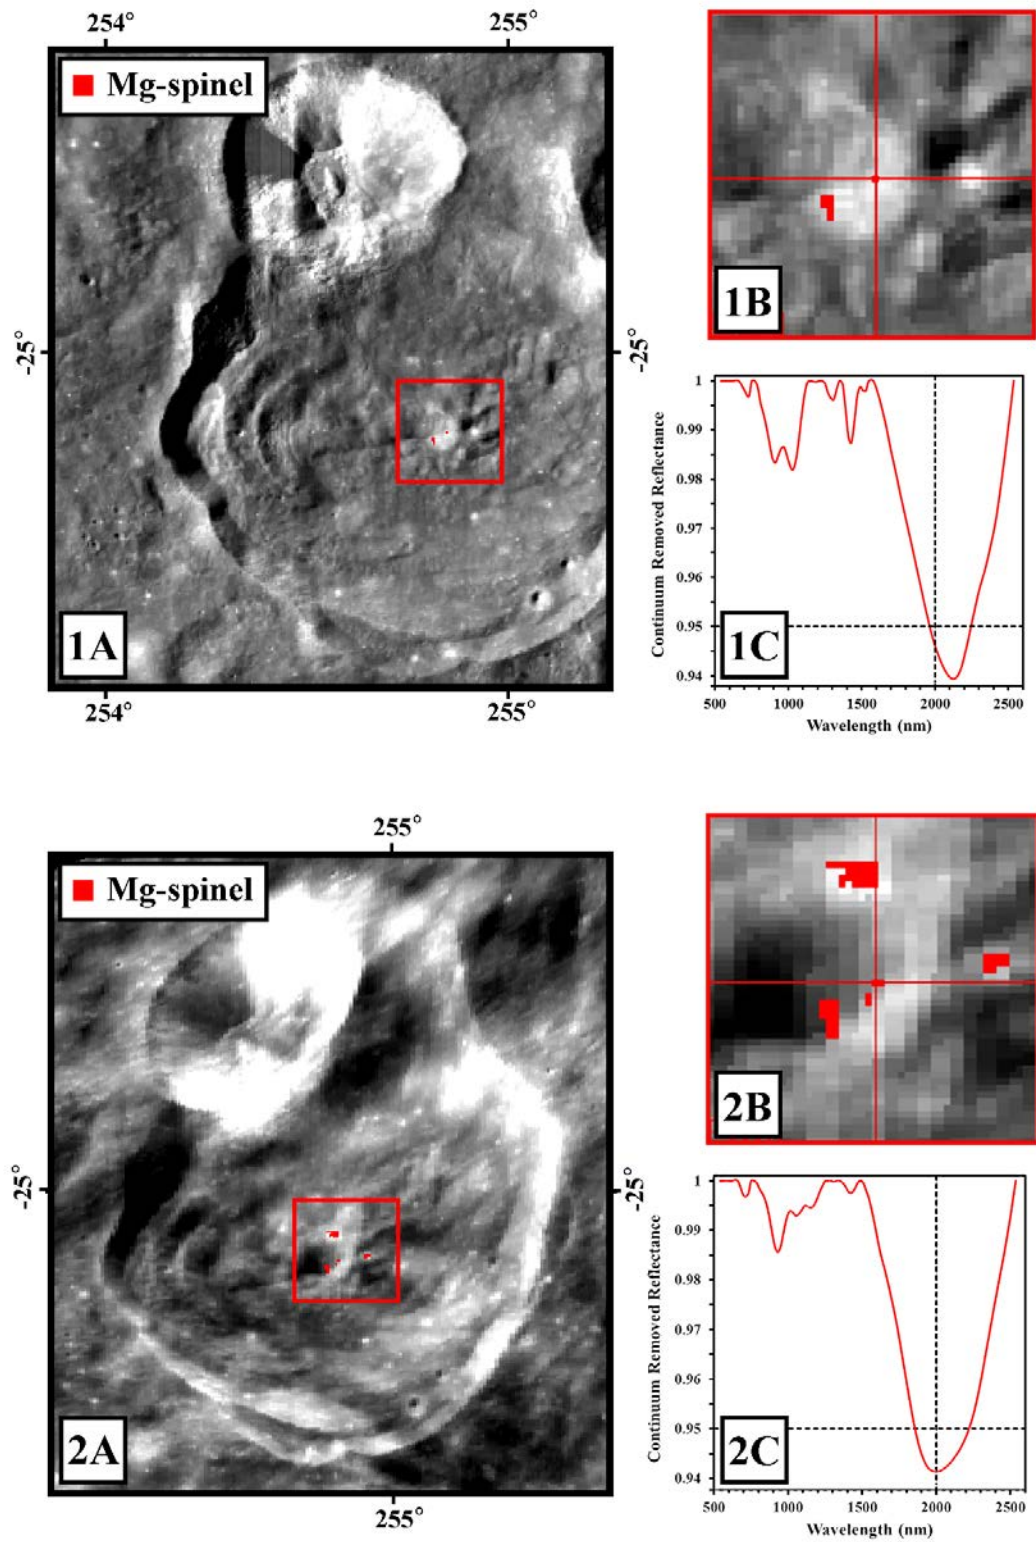 254°
255°
Mg-spinel
-25°
-25°
1A
254°
255°
1B
Continuum Removed Reflectance
1
0.99
0.98
0.97
0.96
0.95
0.94
1C
500 1000 1500 2000 2500
Wavelength (nm)
255°
Mg-spinel
-25°
-25°
2A
255°
2B
Continuum Removed Reflectance
1
0.99
0.98
0.97
0.96
0.95
0.94
2C
500 1000 1500 2000 2500
Wavelength (nm)